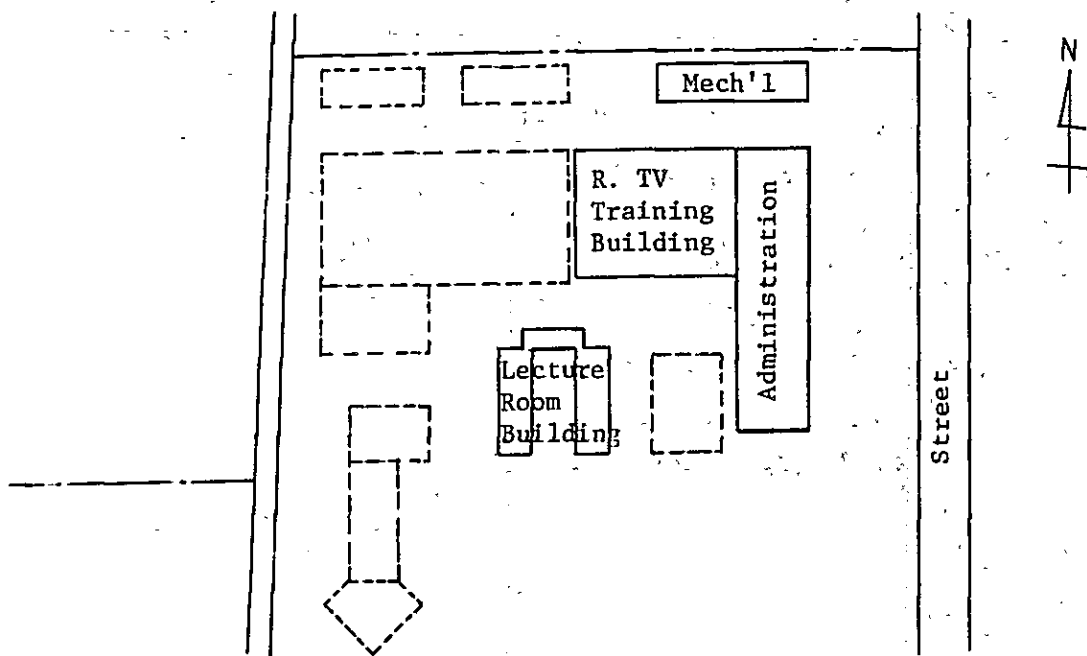 N
Mech'l
R. TV
Training
Building
Administration
Lecture
Room
Building
Street